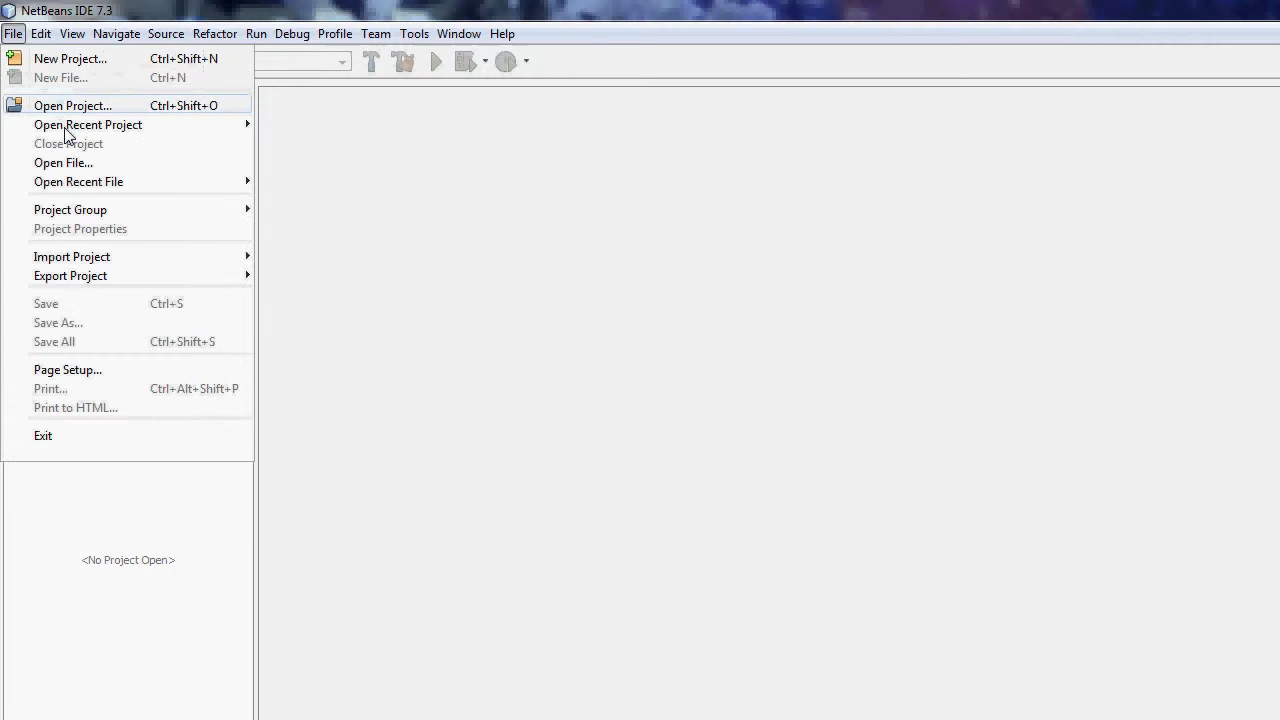 NetBeans IDE 7.3
File Edit View Navigate Source Refactor Run Debug Profile Team Tools Window Help
New Project... Ctrl+Shift+N
New File... Ctrl+N
Open Project... Ctrl+Shift+O
Open Recent Project
Close Project
Open File...
Open Recent File
Project Group
Project Properties
Import Project
Export Project
Save Ctrl+S
Save As...
Save All Ctrl+Shift+S
Page Setup...
Print... Ctrl+Alt+Shift+P
Print to HTML...
Exit
<No Project Open>